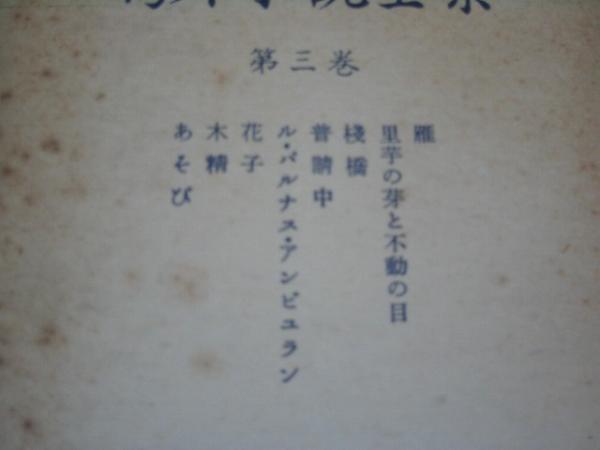 第三巻
雁
里芋の芽と不動の目
棧橋
普請中
ル・パルナス・アンビユラン
花子
木精
あそび